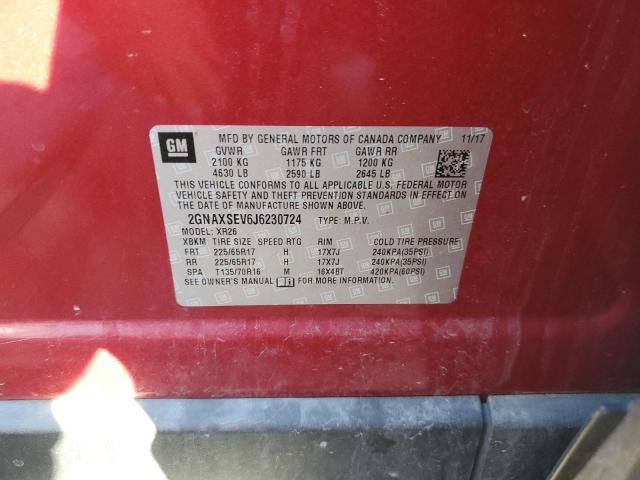 GM
MFD BY GENERAL MOTORS OF CANADA COMPANY 11/17
GVWR GAWR FRT GAWR RR
2100 KG 1175 KG 1200 KG
4630 LB 2590 LB 2645 LB
THIS VEHICLE CONFORMS TO ALL APPLICABLE U.S. FEDERAL MOTOR
VEHICLE SAFETY AND THEFT PREVENTION STANDARDS IN EFFECT ON
THE DATE OF MANUFACTURE SHOWN ABOVE.
2GNAXSEV6J6230724 TYPE: M.P.V.
MODEL: XR26
XBKM TIRE SIZE SPEED RTG RIM COLD TIRE PRESSURE
FRT 225/65R17 H 17X7J 240KPA(35PSI)
RR 225/65R17 H 17X7J 240KPA(35PSI)
SPA T135/70R16 M 16X4BT 420KPA(60PSI)
SEE OWNER'S MANUAL FOR MORE INFORMATION.